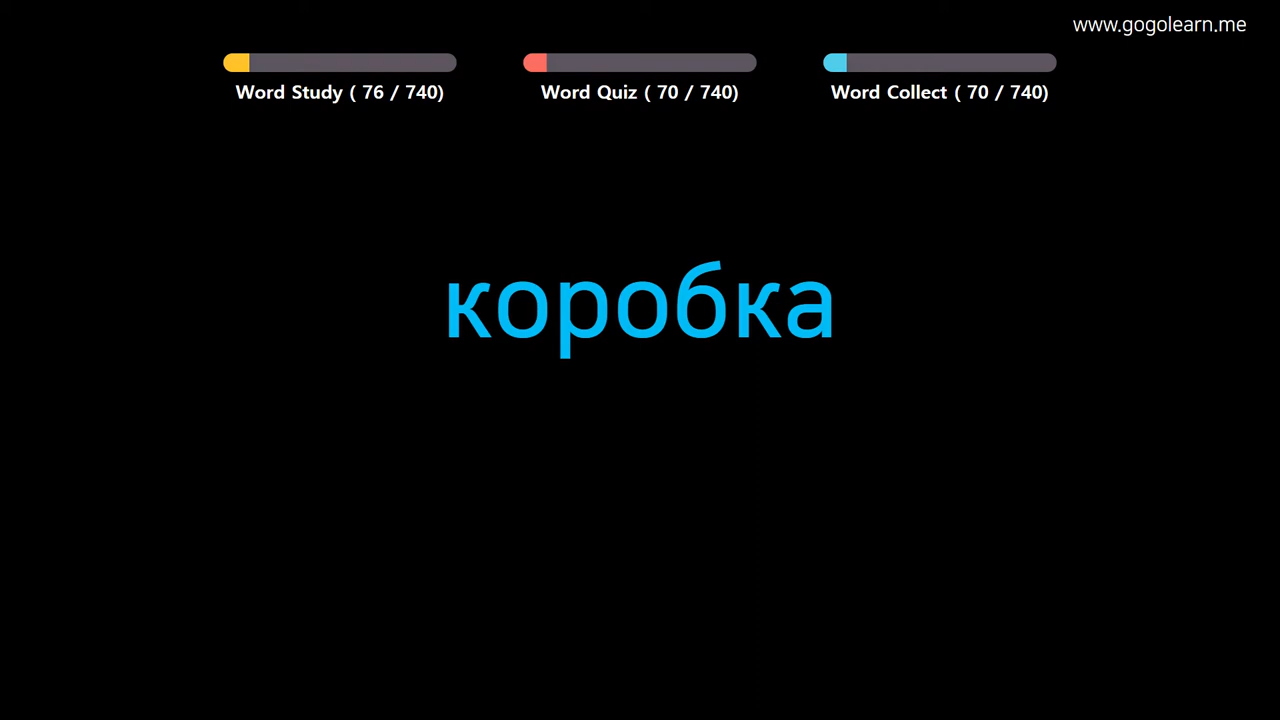 www.gogolearn.me
Word Study ( 76 / 740)
Word Quiz ( 70 / 740)
Word Collect ( 70 / 740)
коробка